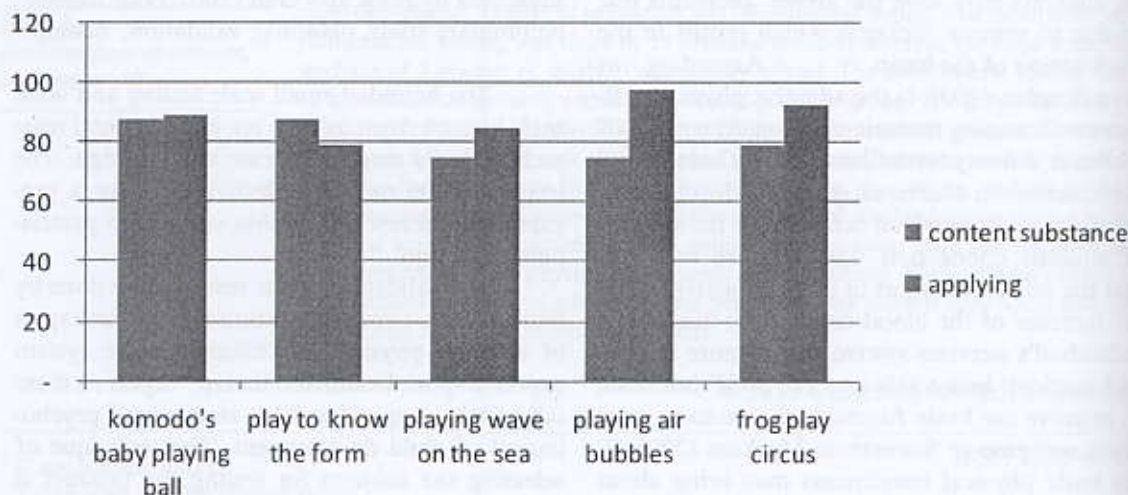 120
100
80
60
40
20
-
komodo's baby playing ball
play to know the form
playing wave on the sea
playing air bubbles
frog play circus
content substance
applying